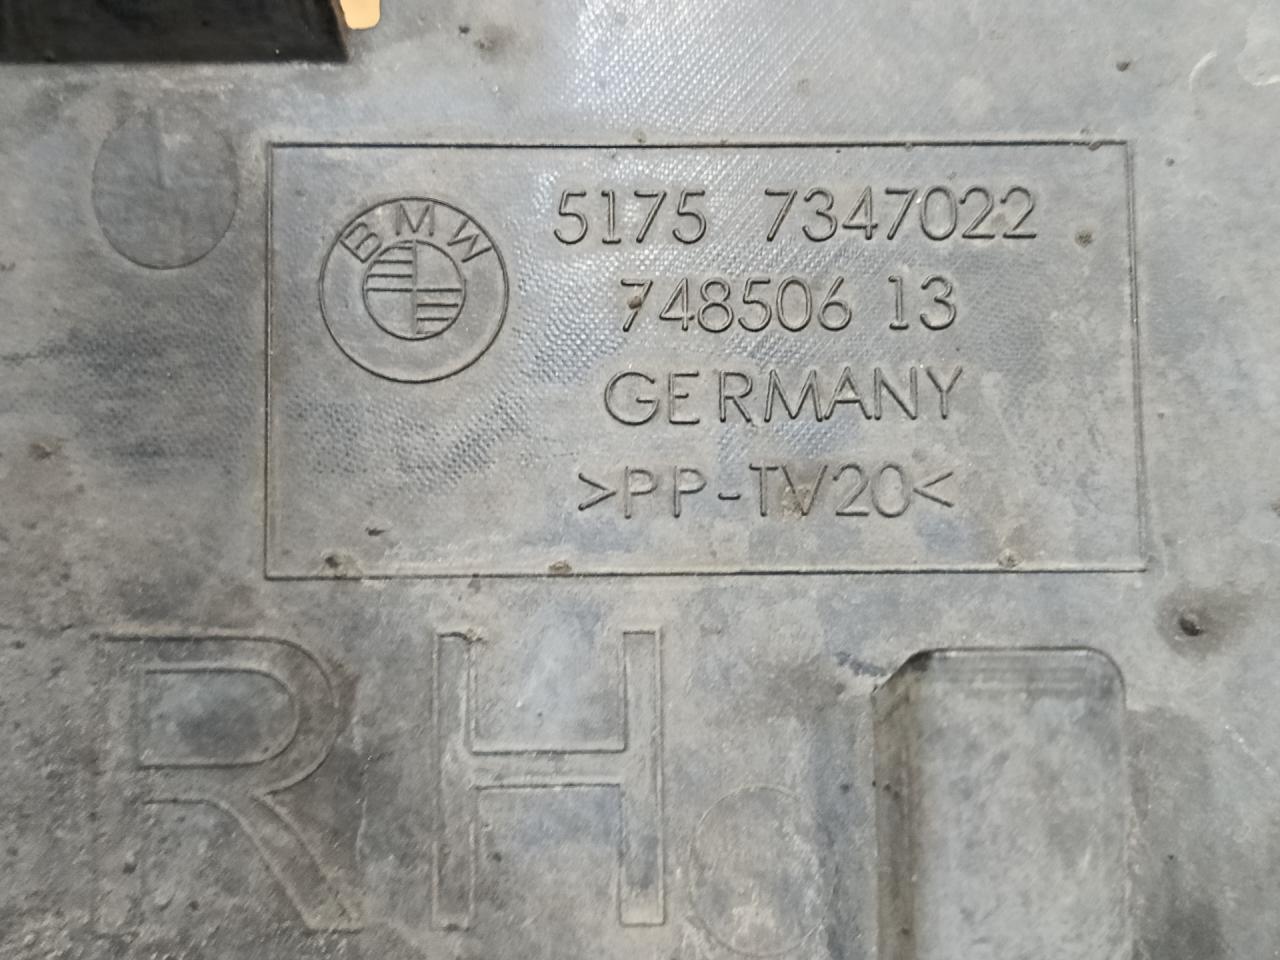 BMW
5175 7347022
748506 13
GERMANY
>PP-TV20<
RH